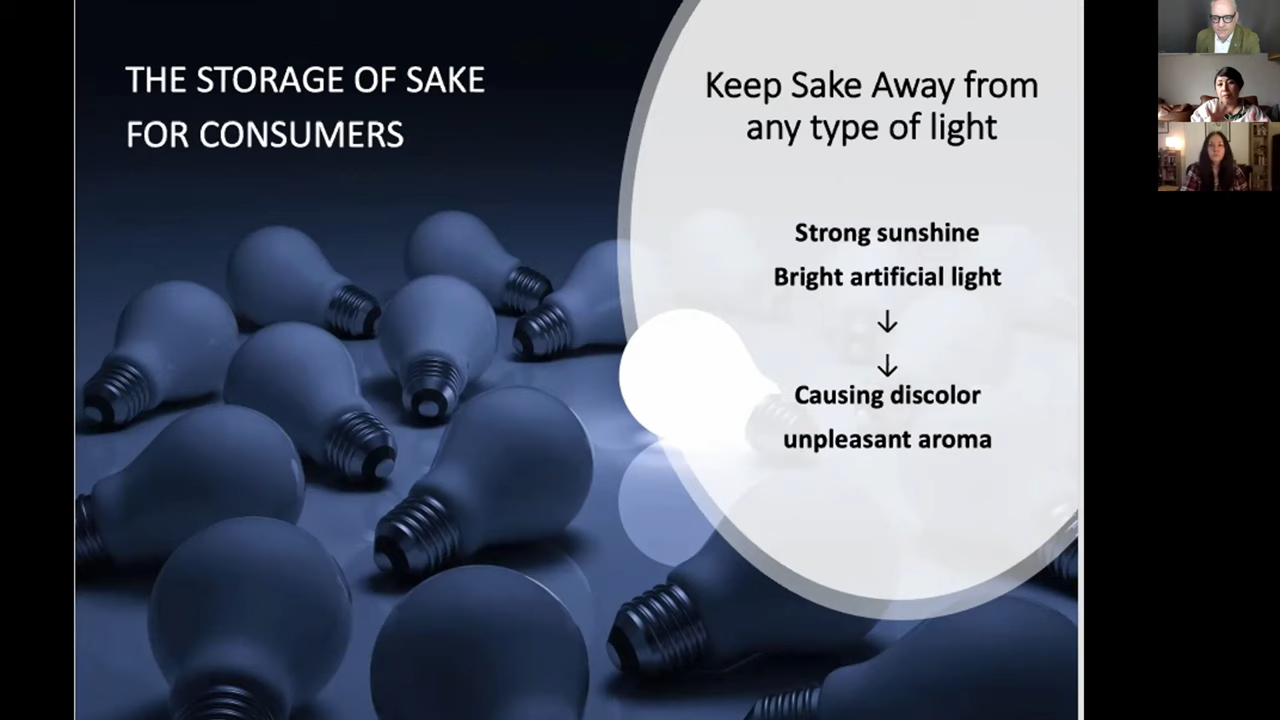 THE STORAGE OF SAKE
FOR CONSUMERS
Keep Sake Away from
any type of light
Strong sunshine
Bright artificial light
↓
↓
Causing discolor
unpleasant aroma